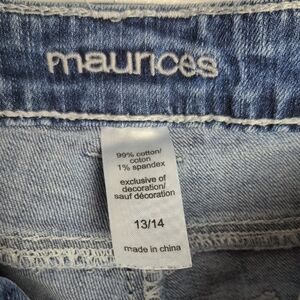 maurices
99% cotton/
coton
1% spandex
exclusive of
decoration/
sauf décoration
13/14
made in china